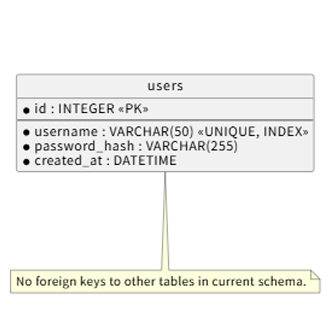 users
id : INTEGER «PK»
username : VARCHAR(50) «UNIQUE, INDEX»
password_hash : VARCHAR(255)
created_at : DATETIME
No foreign keys to other tables in current schema.